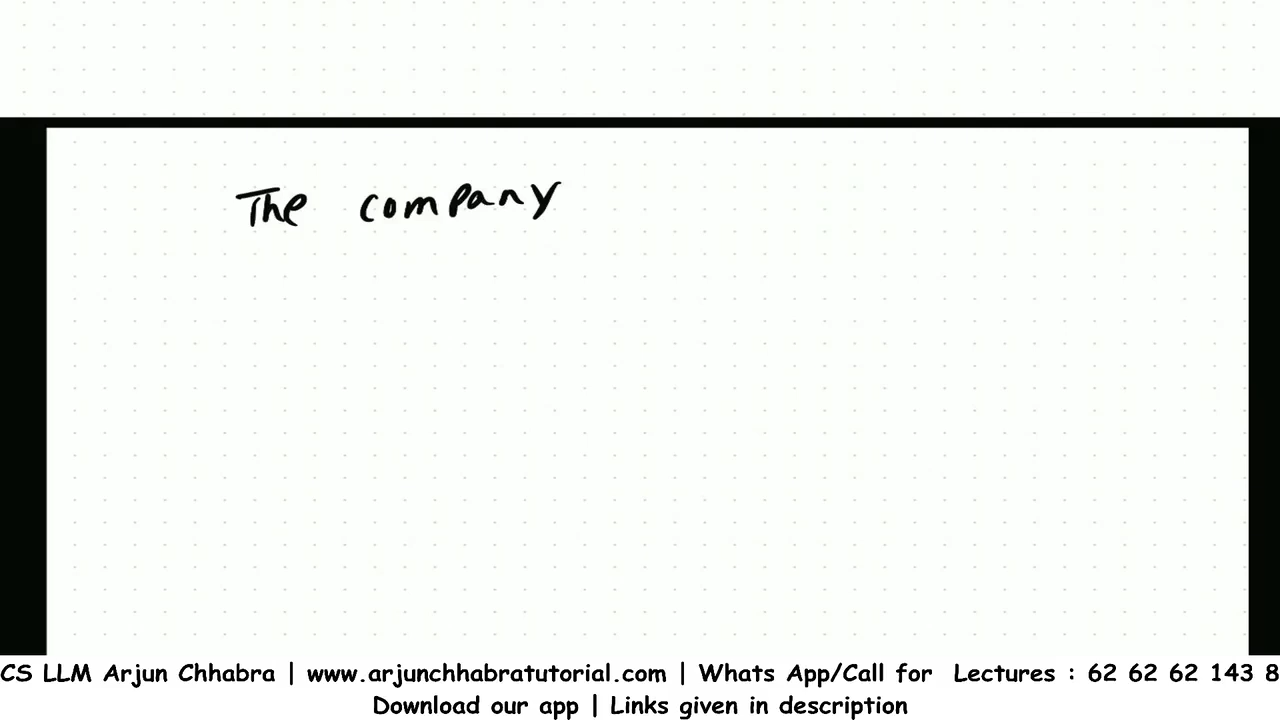 The company
CS LLM Arjun Chhabra | www.arjunchhabratutorial.com | Whats App/Call for Lectures : 62 62 62 143 8
Download our app | Links given in description